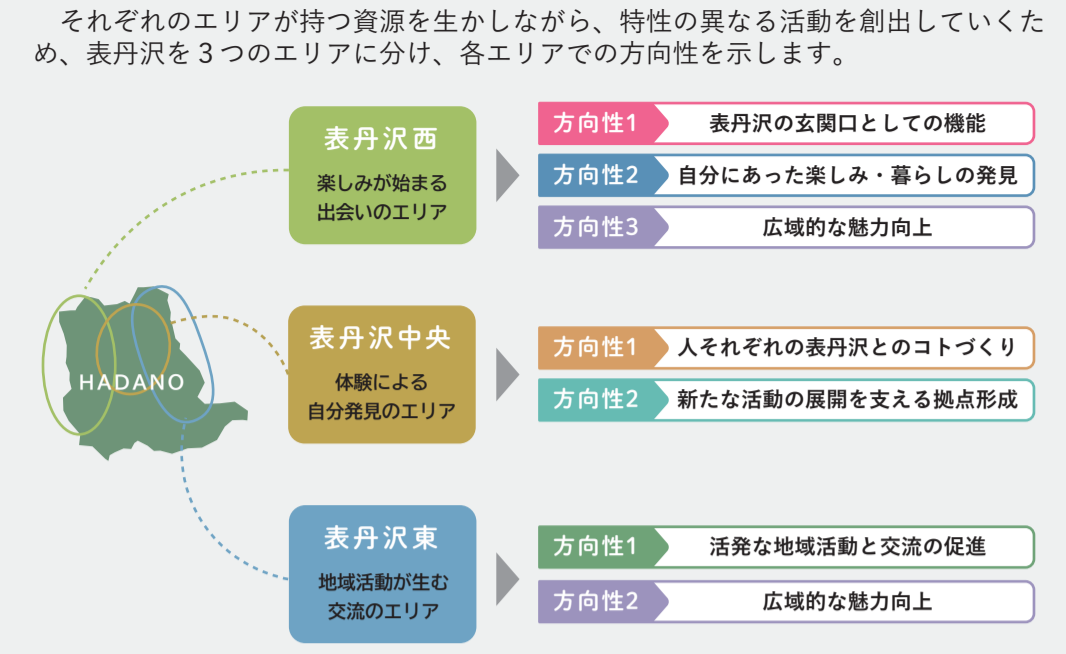 それぞれのエリアが持つ資源を生かしながら、特性の異なる活動を創出していくた
め、表丹沢を３つのエリアに分け、各エリアでの方向性を示します。
表丹沢西
楽しみが始まる
出会いのエリア
方向性1
表丹沢の玄関口としての機能
方向性2
自分にあった楽しみ・暮らしの発見
方向性3
広域的な魅力向上
HADANO
表丹沢中央
体験による
自分発見のエリア
方向性1
人それぞれの表丹沢とのコトづくり
方向性2
新たな活動の展開を支える拠点形成
表丹沢東
地域活動が生む
交流のエリア
方向性1
活発な地域活動と交流の促進
方向性2
広域的な魅力向上